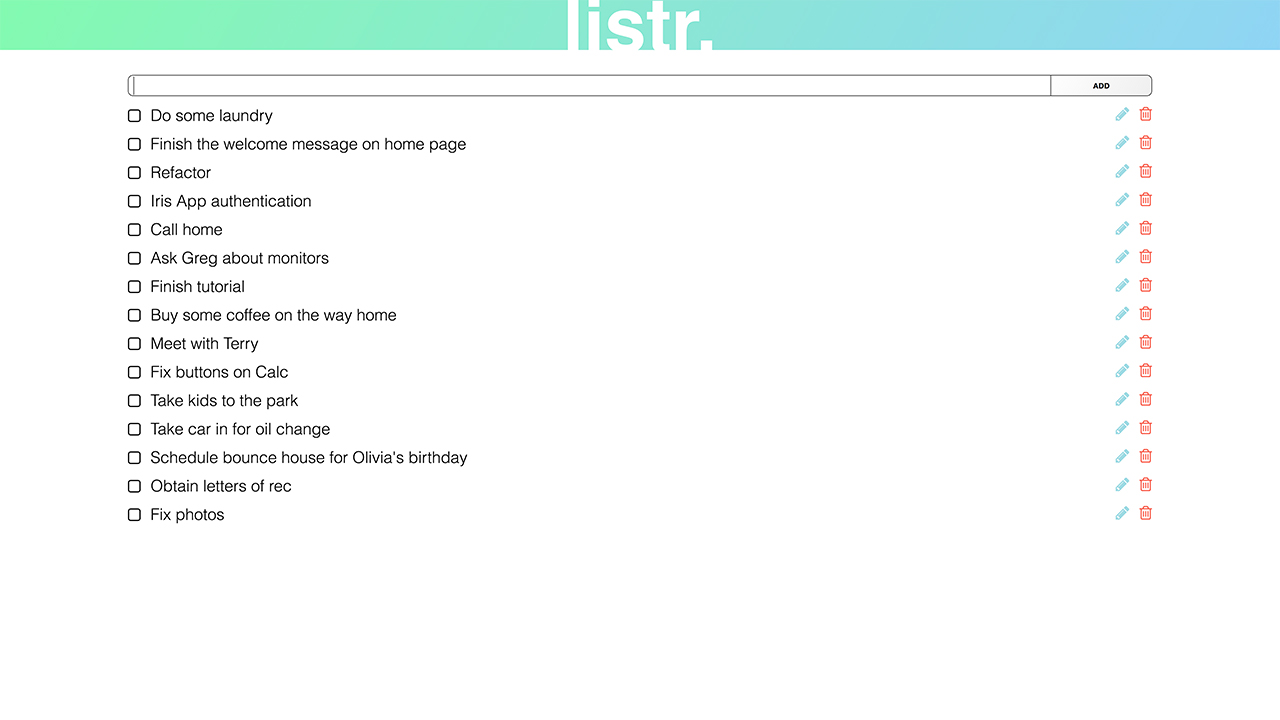 listr.
ADD
Do some laundry
Finish the welcome message on home page
Refactor
Iris App authentication
Call home
Ask Greg about monitors
Finish tutorial
Buy some coffee on the way home
Meet with Terry
Fix buttons on Calc
Take kids to the park
Take car in for oil change
Schedule bounce house for Olivia's birthday
Obtain letters of rec
Fix photos